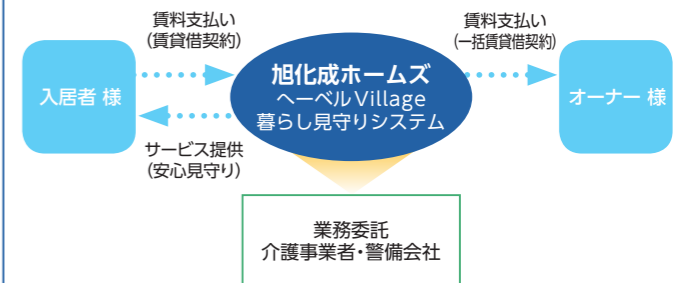 賃料支払い
(賃貸借契約)
賃料支払い
(一括賃貸借契約)
入居者 様
旭化成ホームズ
ヘーベルVillage
暮らし見守りシステム
オーナー 様
サービス提供
(安心見守り)
業務委託
介護事業者・警備会社